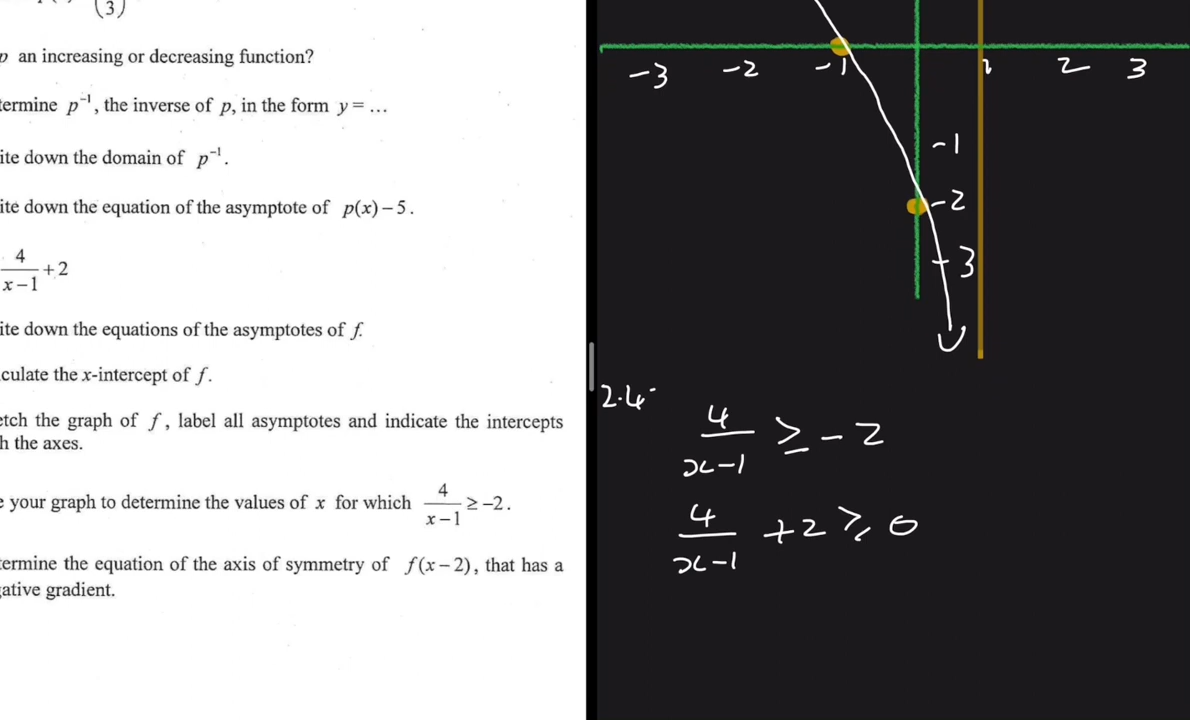 (3)
p an increasing or decreasing function?
termine p⁻¹, the inverse of p, in the form y = ...
ite down the domain of p⁻¹.
ite down the equation of the asymptote of p(x) − 5.
4/(x−1) + 2
ite down the equations of the asymptotes of f.
culate the x-intercept of f.
etch the graph of f, label all asymptotes and indicate the intercepts
h the axes.
e your graph to determine the values of x for which 4/(x−1) ≥ −2.
termine the equation of the axis of symmetry of f(x−2), that has a
gative gradient.
-3 -2 -1 1 2 3
-1
-2
3
2.4
4/(x−1) ≥ −2
4/(x−1) + 2 ≥ 0